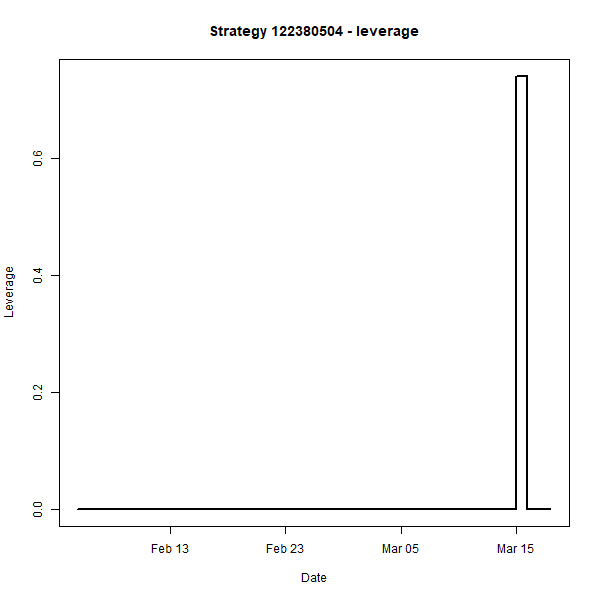 Strategy 122380504 - leverage
Leverage
0.6
0.4
0.2
0.0
Feb 13
Feb 23
Mar 05
Mar 15
Date